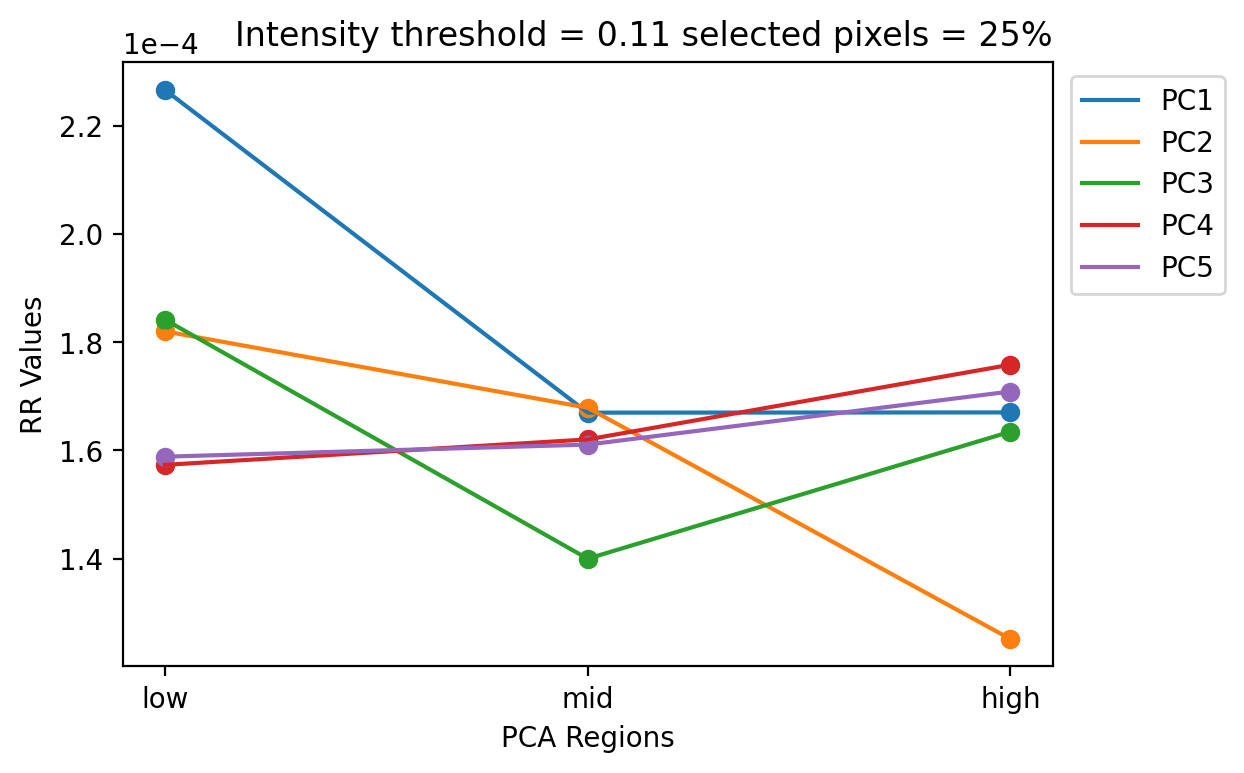 Intensity threshold = 0.11 selected pixels = 25%
1e−4
2.2
2.0
1.8
1.6
1.4
RR Values
low mid high
PCA Regions
PC1
PC2
PC3
PC4
PC5